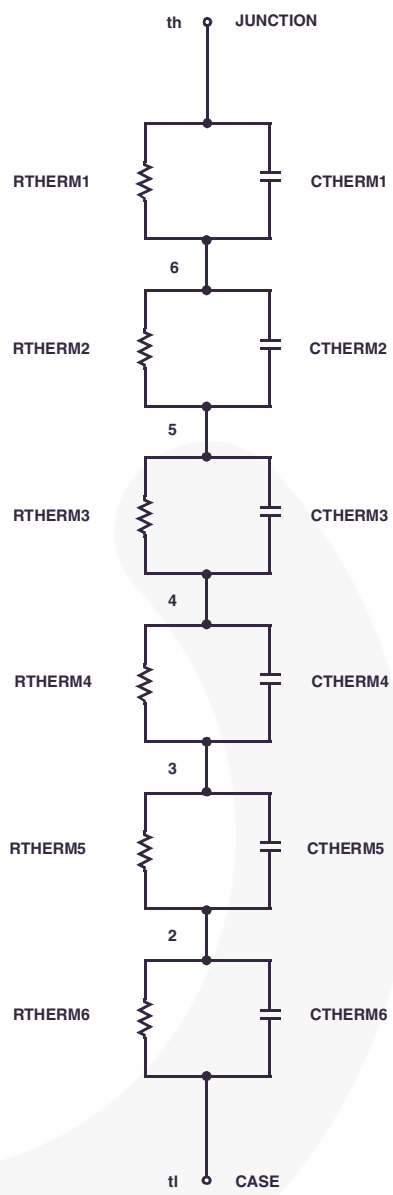 th JUNCTION
RTHERM1 CTHERM1
6
RTHERM2 CTHERM2
5
RTHERM3 CTHERM3
4
RTHERM4 CTHERM4
3
RTHERM5 CTHERM5
2
RTHERM6 CTHERM6
tl CASE